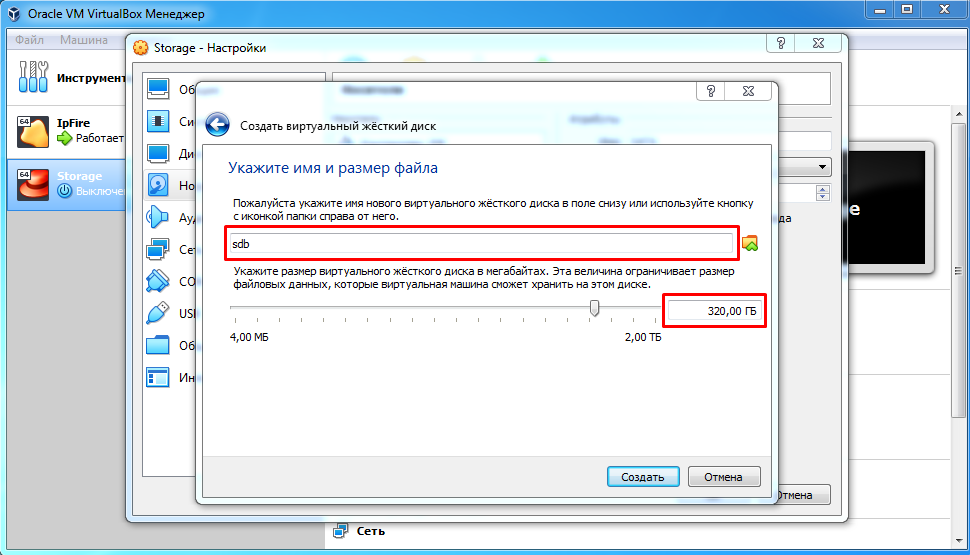 Oracle VM VirtualBox Менеджер
Файл Машина
Storage - Настройки
Инструмент
64
IpFire
Работает
64
Storage
Выключе
Об
Си
Ди
Но
Ау
Се
CO
USB
Об
Ин
Носители
Создать виртуальный жёсткий диск
Укажите имя и размер файла
Пожалуйста укажите имя нового виртуального жёсткого диска в поле снизу или используйте кнопку
с иконкой папки справа от него.
sdb
Укажите размер виртуального жёсткого диска в мегабайтах. Эта величина ограничивает размер
файловых данных, которые виртуальная машина сможет хранить на этом диске.
320,00 ГБ
4,00 МБ
2,00 ТБ
Создать
Отмена
да
e
Отмена
Сеть